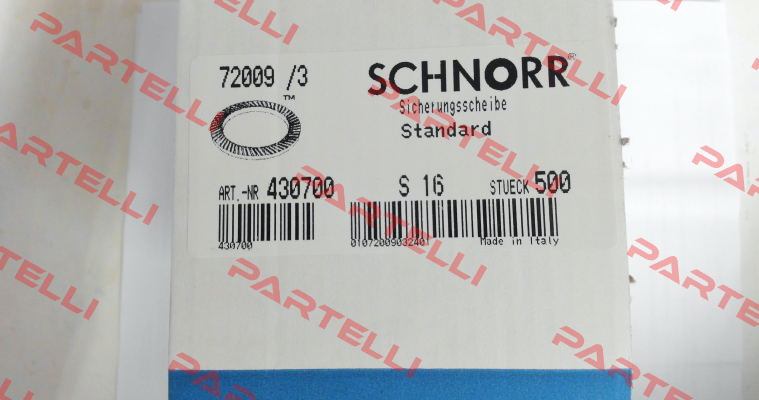 72009 /3
SCHNORR®
™
Sicherungsscheibe
Standard
ART.-NR 430700
S 16
STUECK 500
430700
01072009032401
Made in Italy
PARTELLI
PARTELLI
PARTELLI
PARTELLI
PARTELLI
PARTELLI
PARTELLI
PARTELLI
PARTELLI
PARTELLI